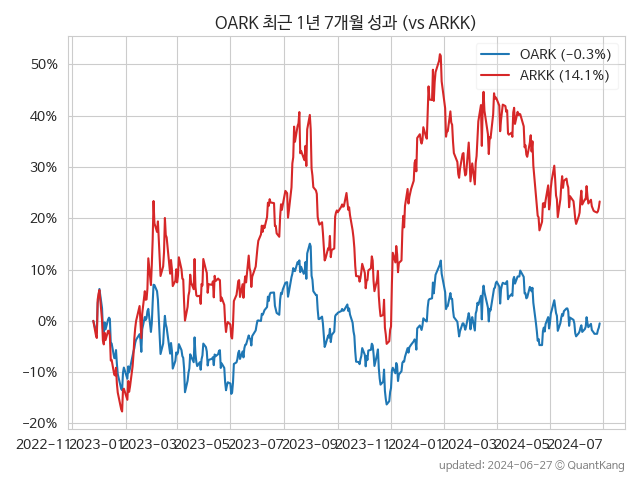 OARK 최근 1년 7개월 성과 (vs ARKK)
OARK (−0.3%)
ARKK (14.1%)
50%
40%
30%
20%
10%
0%
−10%
−20%
2022−11 2023−01 2023−03 2023−05 2023−07 2023−09 2023−11 2024−01 2024−03 2024−05 2024−07
updated: 2024-06-27 © QuantKang